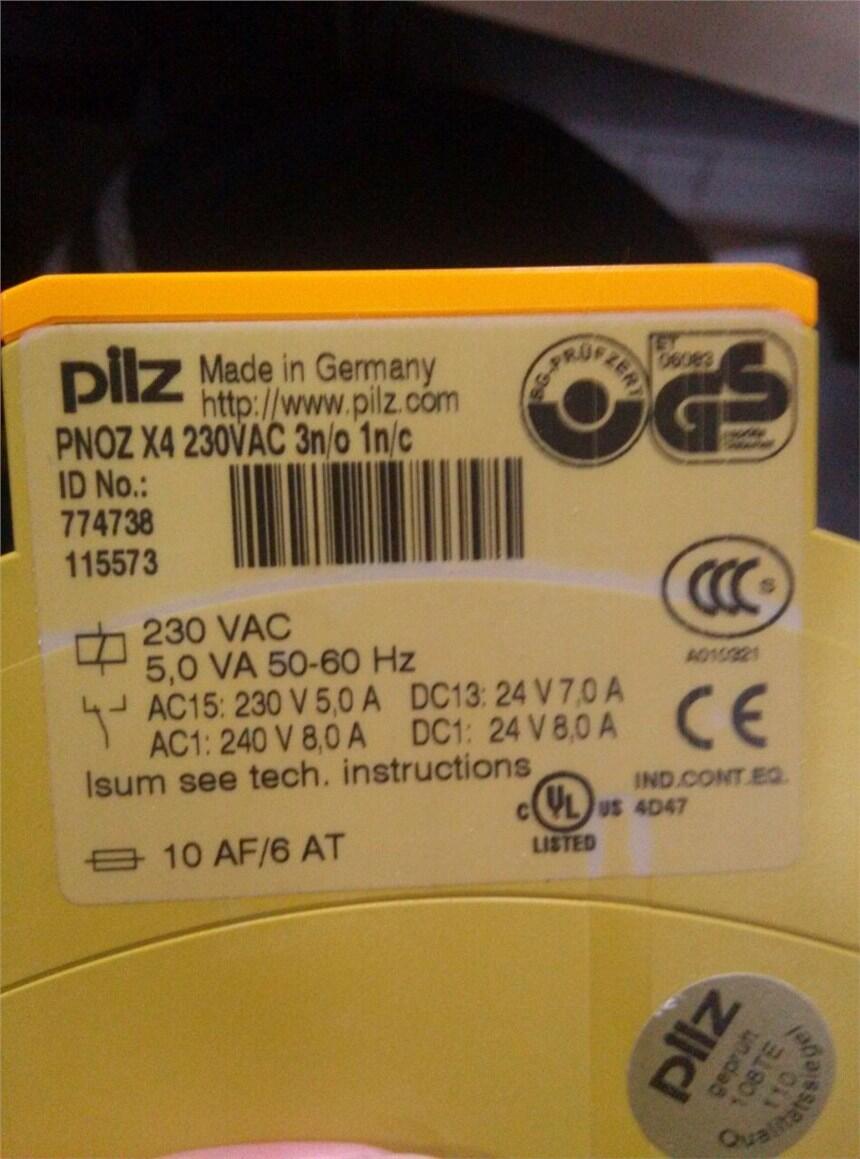 pilz Made in Germany
http://www.pilz.com
PNOZ X4 230VAC 3n/o 1n/c
ID No.:
774738
115573
BG-PRÜFZERT
ET
06083
GS
CCC S
A010321
230 VAC
5,0 VA 50-60 Hz
AC15: 230 V 5,0 A DC13: 24 V 7,0 A
AC1: 240 V 8,0 A DC1: 24 V 8,0 A
CE
Isum see tech. instructions
IND.CONT.EQ.
c UL US 4D47
LISTED
10 AF/6 AT
pilz
geprüft
108TE
110
Qualitätssiegel